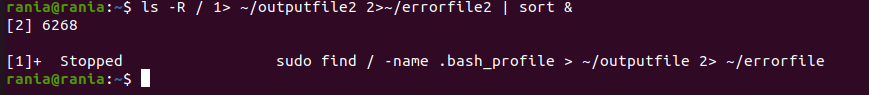 rania@rania:~$ ls -R / 1> ~/outputfile2 2>~/errorfile2 | sort &
[2] 6268
[1]+  Stopped                 sudo find / -name .bash_profile > ~/outputfile 2> ~/errorfile
rania@rania:~$